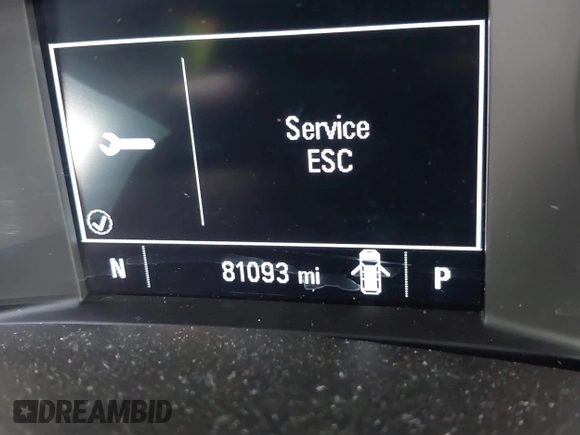 Service
ESC
N
81093 mi
P
DREAMBID